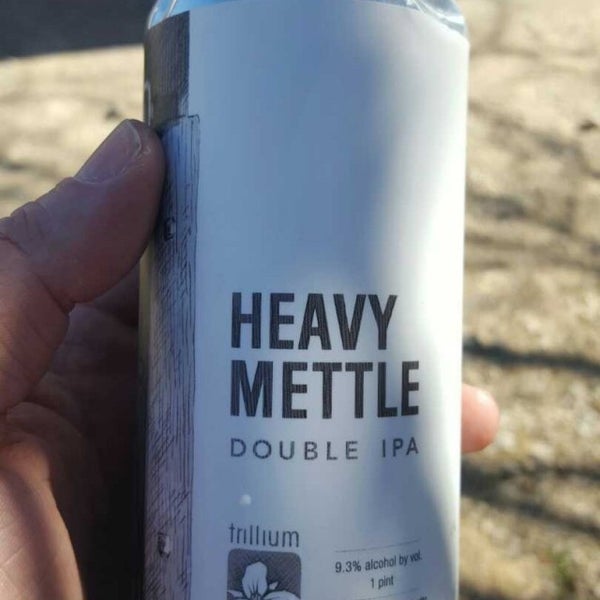 HEAVY
METTLE
DOUBLE IPA
trillium
9.3% alcohol by vol.
1 pint